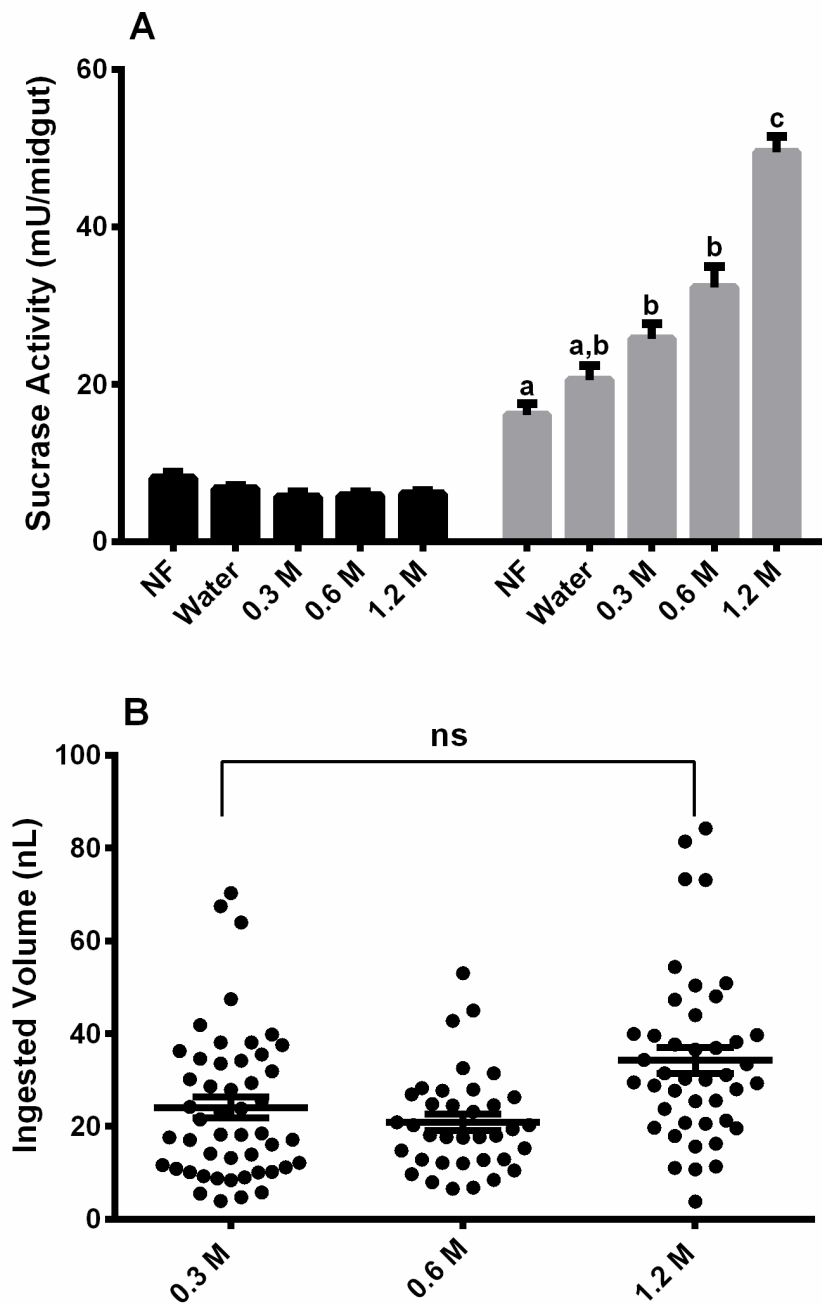 A
Sucrase Activity (mU/midgut)
60
40
20
0
a
a,b
b
b
c
NF
Water
0.3 M
0.6 M
1.2 M
NF
Water
0.3 M
0.6 M
1.2 M
B
ns
Ingested Volume (nL)
100
80
60
40
20
0
0.3 M
0.6 M
1.2 M